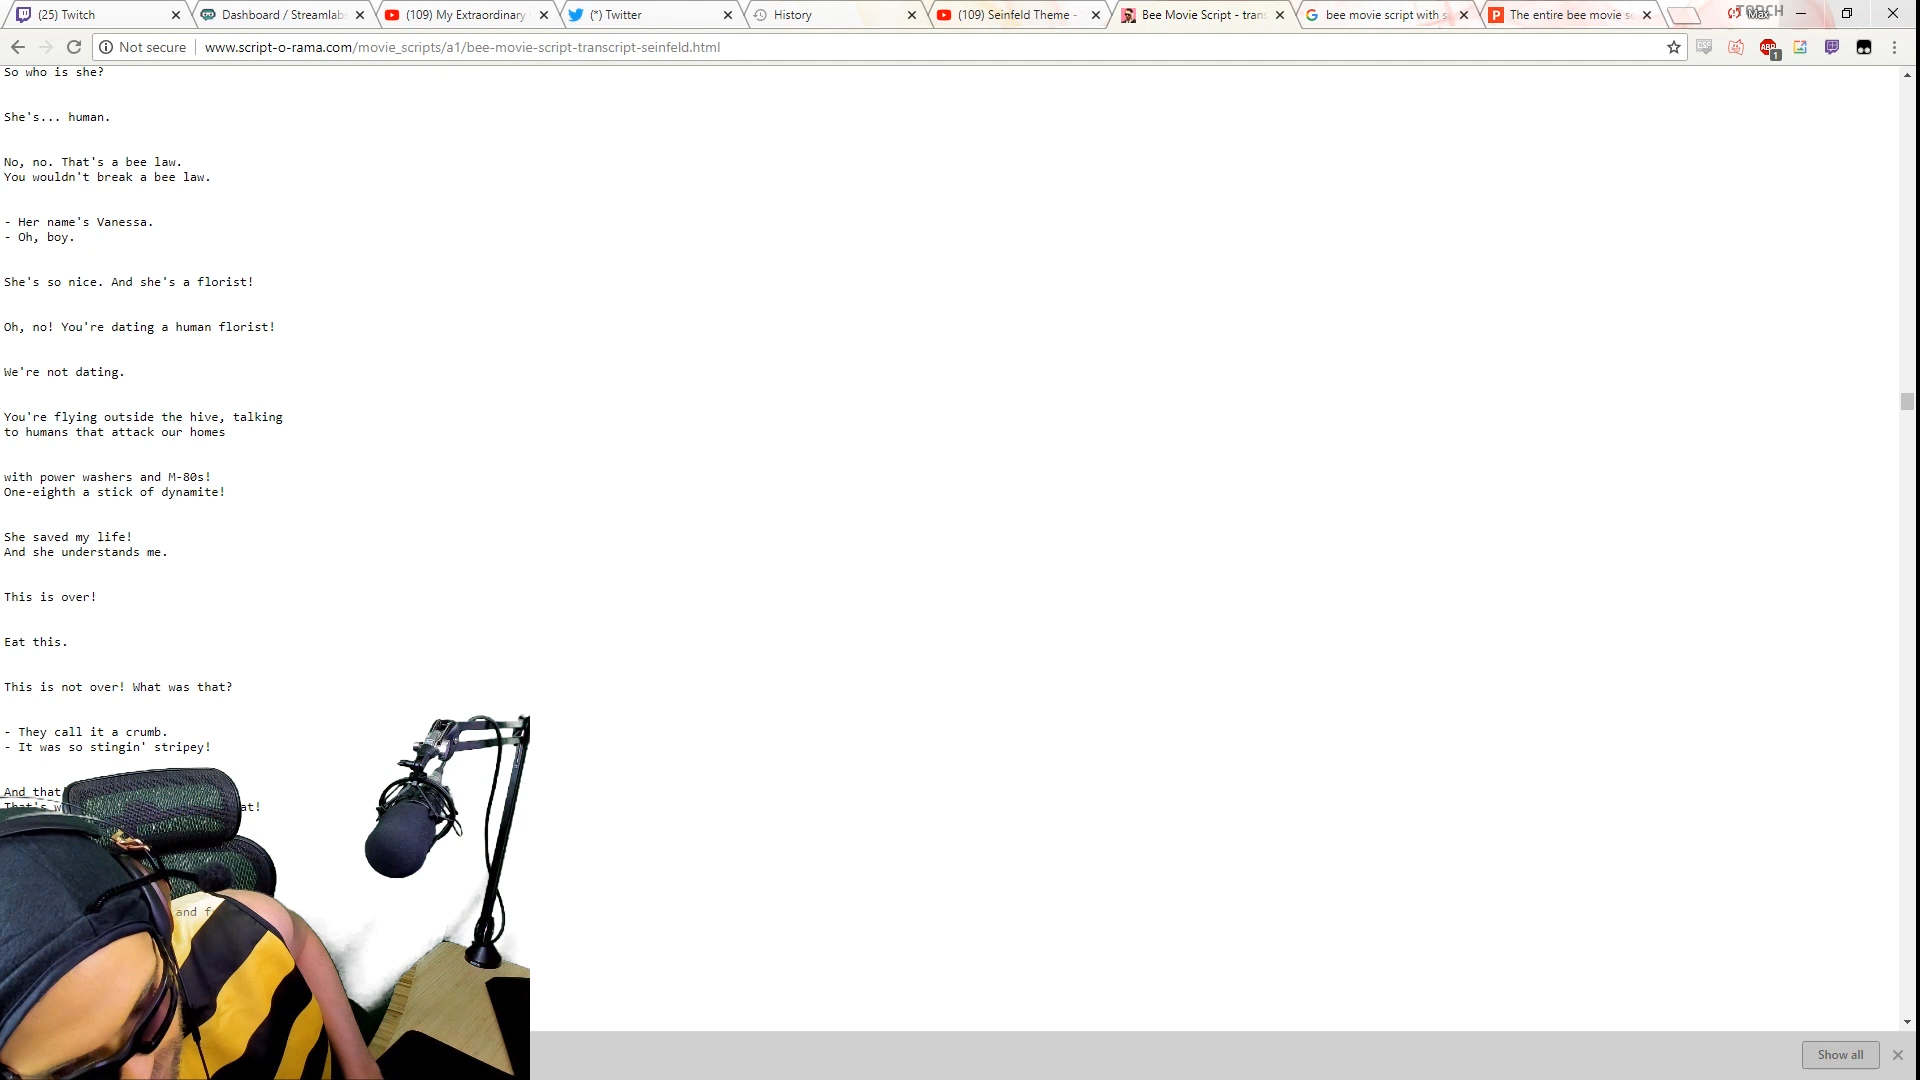 (25) Twitch
Dashboard / Streamlab
(109) My Extraordinary
(*) Twitter
History
(109) Seinfeld Theme -
Bee Movie Script - tran
bee movie script with s
The entire bee movie s
Not secure
www.script-o-rama.com/movie_scripts/a1/bee-movie-script-transcript-seinfeld.html
ABP
1
So who is she?
She's... human.
No, no. That's a bee law.
You wouldn't break a bee law.
- Her name's Vanessa.
- Oh, boy.
She's so nice. And she's a florist!
Oh, no! You're dating a human florist!
We're not dating.
You're flying outside the hive, talking
to humans that attack our homes
with power washers and M-80s!
One-eighth a stick of dynamite!
She saved my life!
And she understands me.
This is over!
Eat this.
This is not over! What was that?
- They call it a crumb.
- It was so stingin' stripey!
And that
That's w at!
and f
Show all